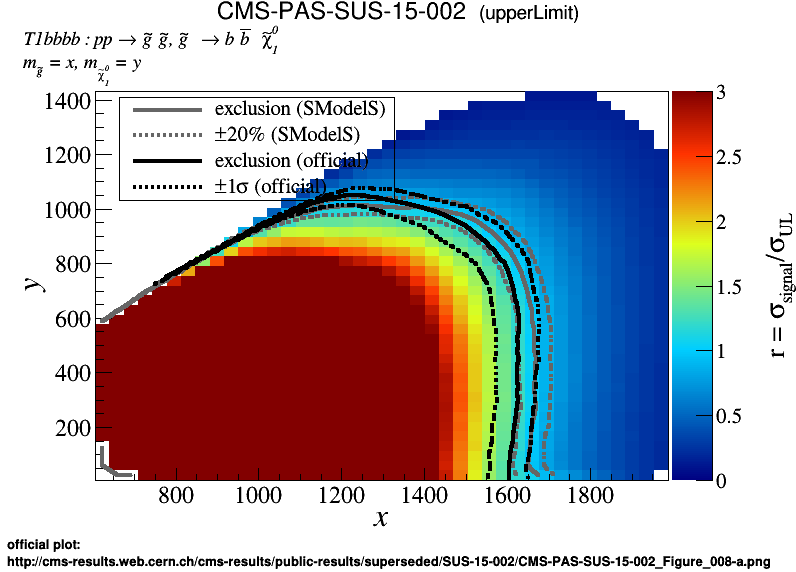 CMS-PAS-SUS-15-002 (upperLimit)
T1bbbb : pp → g̃ g̃, g̃ → b b̅ χ̃₁⁰
m_g̃ = x, m_χ̃₁⁰ = y
exclusion (SModelS)
±20% (SModelS)
exclusion (official)
±1σ (official)
1400
1200
1000
800
600
400
200
y
800 1000 1200 1400 1600 1800
x
3
2.5
2
1.5
1
0.5
0
r = σ_signal/σ_UL
official plot:
http://cms-results.web.cern.ch/cms-results/public-results/superseded/SUS-15-002/CMS-PAS-SUS-15-002_Figure_008-a.png